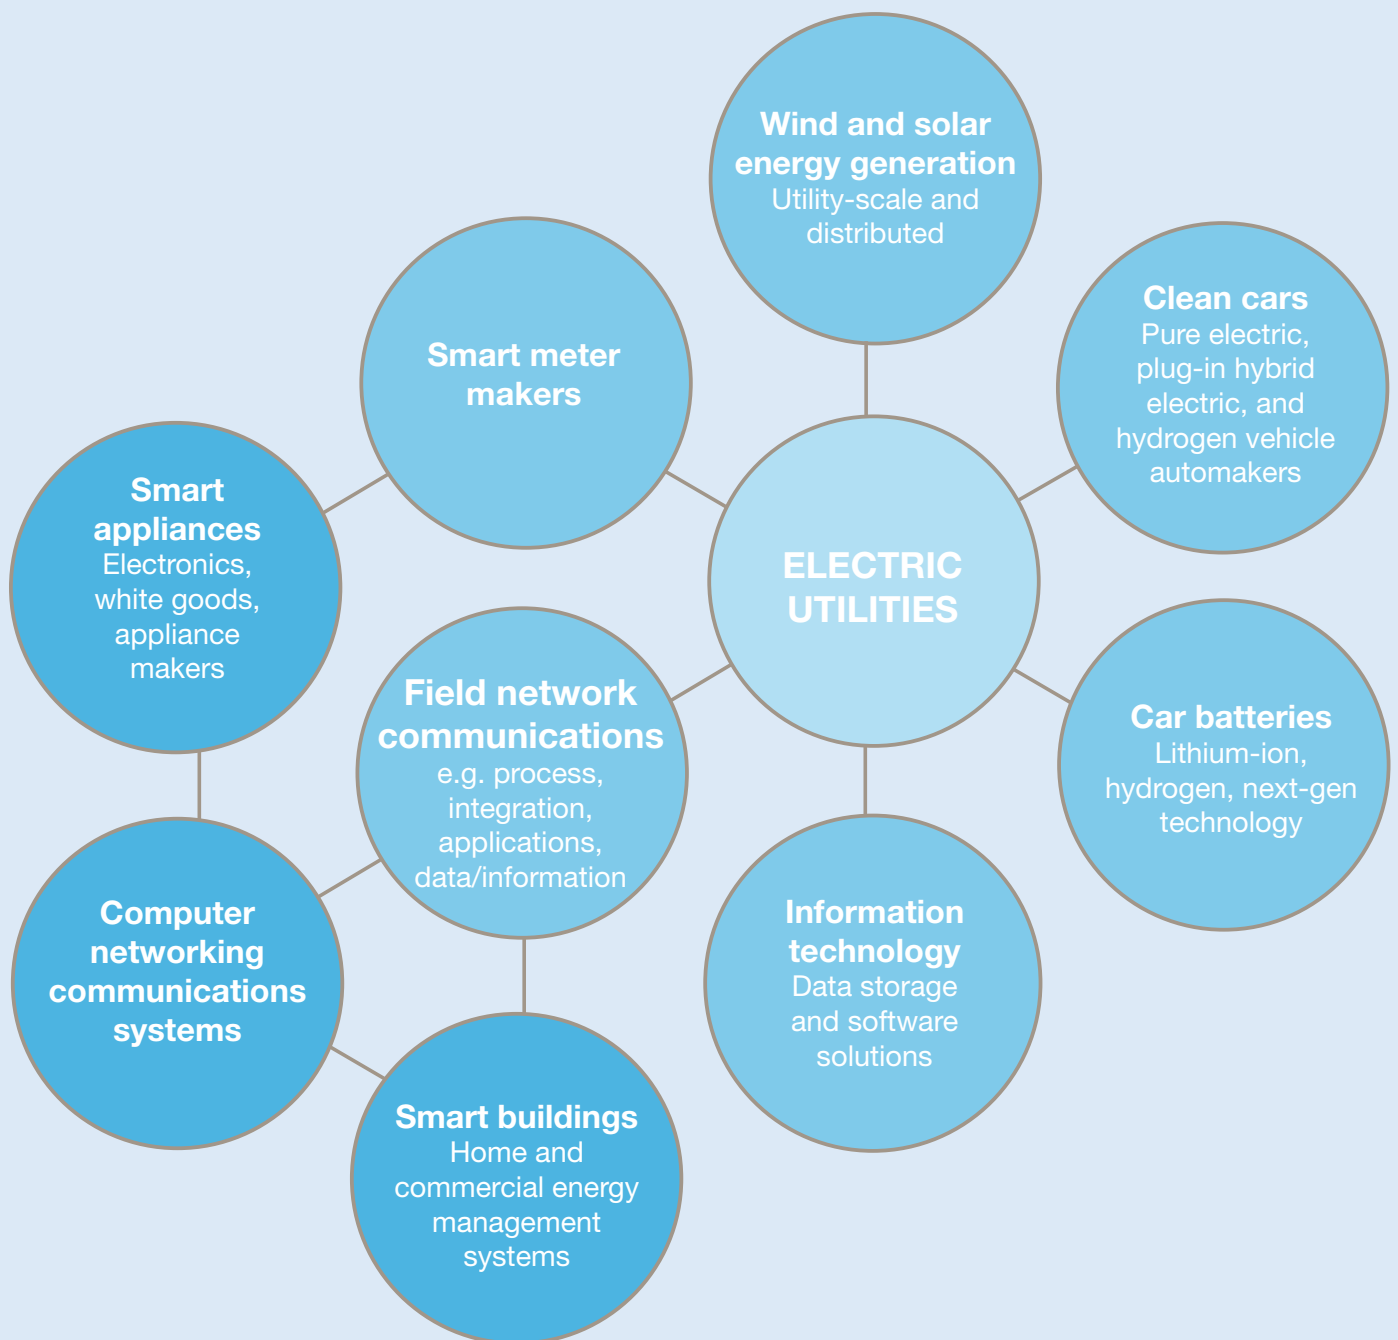 Wind and solar
energy generation
Utility-scale and
distributed
Clean cars
Pure electric,
plug-in hybrid
electric, and
hydrogen vehicle
automakers
Smart meter
makers
Smart
appliances
Electronics,
white goods,
appliance
makers
ELECTRIC
UTILITIES
Field network
communications
e.g. process,
integration,
applications,
data/information
Car batteries
Lithium-ion,
hydrogen, next-gen
technology
Computer
networking
communications
systems
Information
technology
Data storage
and software
solutions
Smart buildings
Home and
commercial energy
management
systems